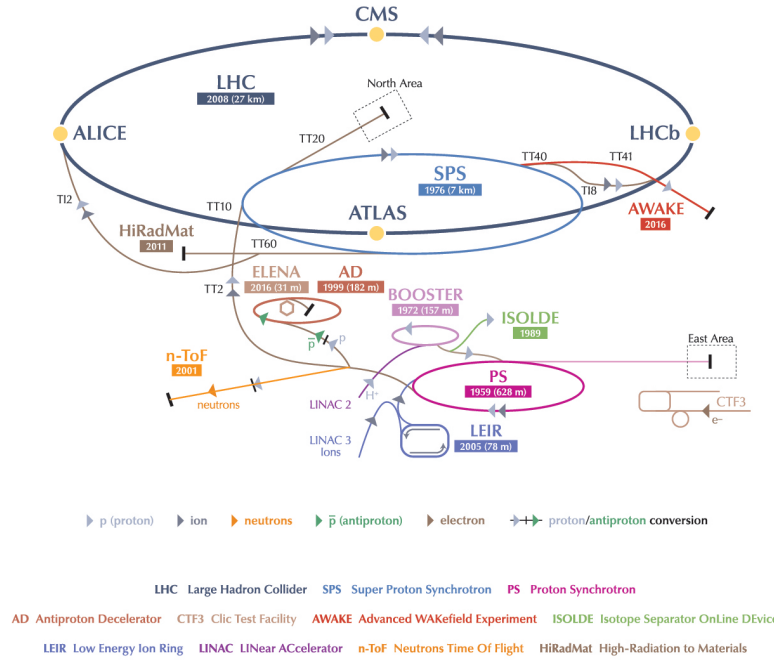 CMS
LHC
2008 (27 km)
North Area
ALICE
LHCb
TT20
TT40
TT41
SPS
1976 (7 km)
TI8
TI2
TT10
ATLAS
AWAKE
2016
HiRadMat
2011
TT60
ELENA
2016 (31 m)
AD
1999 (182 m)
TT2
BOOSTER
1972 (157 m)
ISOLDE
1989
p
p̅
East Area
n-ToF
2001
PS
1959 (628 m)
neutrons
LINAC 2
H⁺
CTF3
e⁻
LEIR
2005 (78 m)
LINAC 3
Ions
p (proton) ion neutrons p̅ (antiproton) electron proton/antiproton conversion
LHC Large Hadron Collider SPS Super Proton Synchrotron PS Proton Synchrotron
AD Antiproton Decelerator CTF3 Clic Test Facility AWAKE Advanced WAKefield Experiment ISOLDE Isotope Separator OnLine DEvice
LEIR Low Energy Ion Ring LINAC LINear ACcelerator n-ToF Neutrons Time Of Flight HiRadMat High-Radiation to Materials